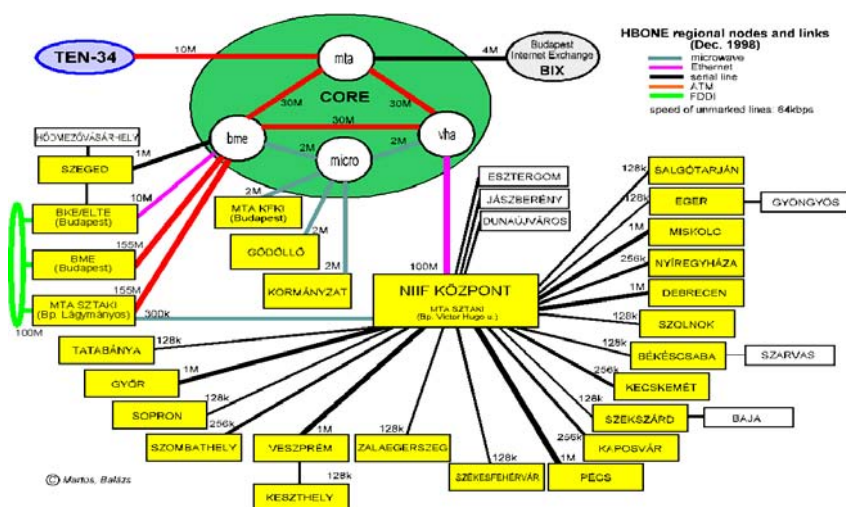 HBONE regional nodes and links
(Dec. 1998)
microwave
Ethernet
serial line
ATM
FDDI
speed of unmarked lines: 64kbps
TEN-34
10M
mta
4M
Budapest
Internet Exchange
BIX
CORE
30M
30M
30M
bme
vha
2M
2M
micro
HÓDMEZŐVÁSÁRHELY
SZEGED
1M
10M
BKE/ELTE
(Budapest)
155M
BME
(Budapest)
155M
MTA SZTAKI
(Bp. Lágymányos)
100M
300k
2M
MTA KFKI
(Budapest)
2M
GÖDÖLLŐ
2M
KORMÁNYZAT
ESZTERGOM
JÁSZBERÉNY
DUNAÚJVÁROS
100M
NIIF KÖZPONT
MTA SZTAKI
(Bp. Victor Hugo u.)
128k
SALGÓTARJÁN
128k
EGER
GYÖNGYÖS
1M
MISKOLC
256k
NYÍREGYHÁZA
1M
DEBRECEN
128k
SZOLNOK
128k
BÉKÉSCSABA
SZARVAS
256k
KECSKEMÉT
128k
SZEKSZÁRD
BAJA
256k
KAPOSVÁR
1M
PÉCS
128k
SZÉKESFEHÉRVÁR
128k
ZALAEGERSZEG
1M
VESZPRÉM
128k
KESZTHELY
256k
SZOMBATHELY
128k
SOPRON
1M
GYŐR
128k
TATABÁNYA
© Martos, Balázs